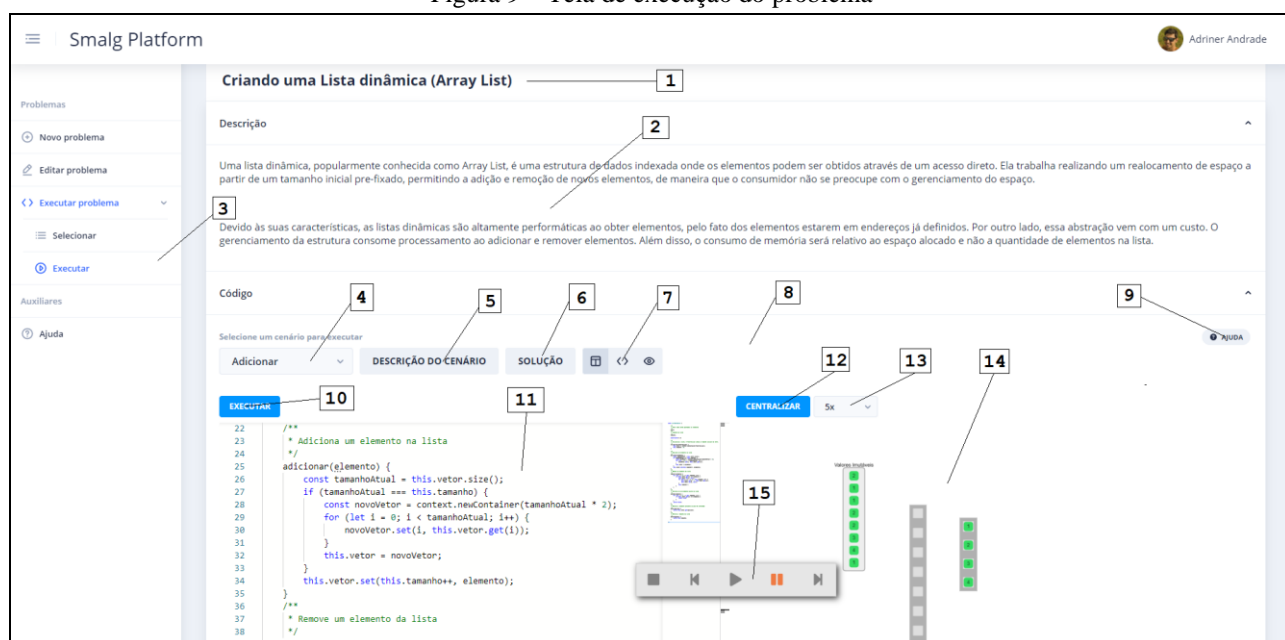 Figura 9 – Tela de execução do problema
Smalg Platform
Adriner Andrade
Criando uma Lista dinâmica (Array List)
1
Problemas
Descrição
2
Novo problema
Editar problema
Uma lista dinâmica, popularmente conhecida como Array List, é uma estrutura de dados indexada onde os elementos podem ser obtidos através de um acesso direto. Ela trabalha realizando um realocamento de espaço a
partir de um tamanho inicial pre-fixado, permitindo a adição e remoção de novos elementos, de maneira que o consumidor não se preocupe com o gerenciamento do espaço.
Executar problema
3
Selecionar
Devido às suas características, as listas dinâmicas são altamente performáticas ao obter elementos, pelo fato dos elementos estarem em endereços já definidos. Por outro lado, essa abstração vem com um custo. O
gerenciamento da estrutura consome processamento ao adicionar e remover elementos. Além disso, o consumo de memória será relativo ao espaço alocado e não a quantidade de elementos na lista.
Executar
Auxiliares
Código
4
5
6
7
8
9
Ajuda
Selecione um cenário para executar
Adicionar
DESCRIÇÃO DO CENÁRIO
SOLUÇÃO
AJUDA
12
13
14
EXECUTAR
10
11
CENTRALIZAR
5x
22 /**
23 * Adiciona um elemento na lista
24 */
25 adicionar(elemento) {
26 const tamanhoAtual = this.vetor.size();
27 if (tamanhoAtual === this.tamanho) {
28 const novoVetor = context.newContainer(tamanhoAtual * 2);
29 for (let i = 0; i < tamanhoAtual; i++) {
30 novoVetor.set(i, this.vetor.get(i));
31 }
32 this.vetor = novoVetor;
33 }
34 this.vetor.set(this.tamanho++, elemento);
35 }
36 /**
37 * Remove um elemento da lista
38 */
15